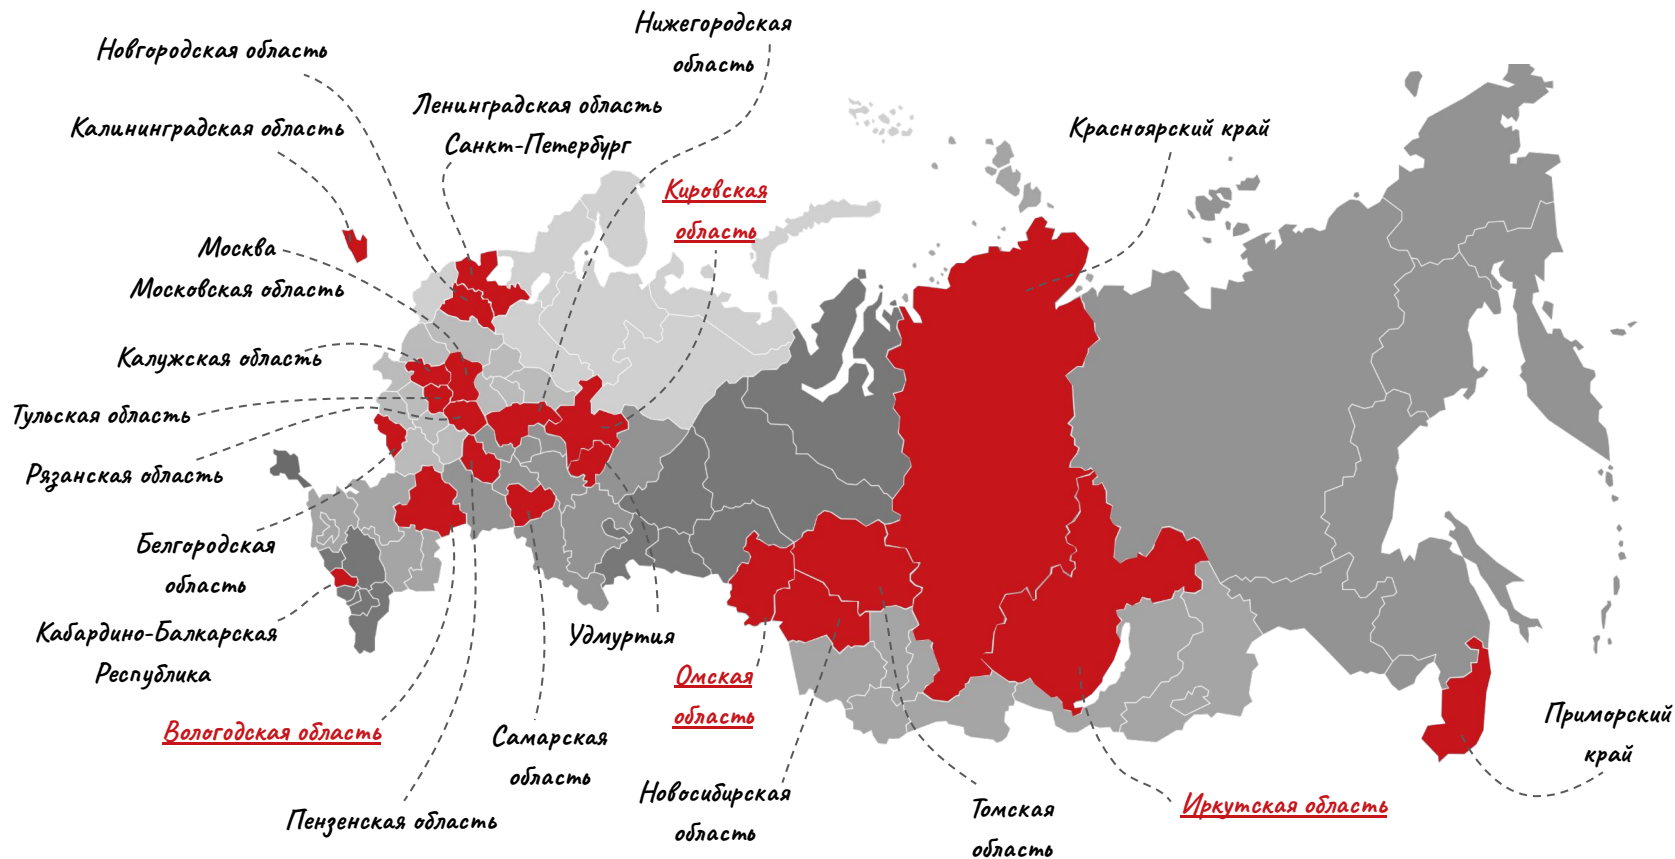 Нижегородская
область
Новгородская область
Ленинградская область
Санкт-Петербург
Калининградская область
Красноярский край
Кировская
область
Москва
Московская область
Калужская область
Тульская область
Рязанская область
Белгородская
область
Кабардино-Балкарская
Республика
Удмуртия
Омская
область
Вологодская область
Самарская
область
Пензенская область
Новосибирская
область
Томская
область
Иркутская область
Приморский
край